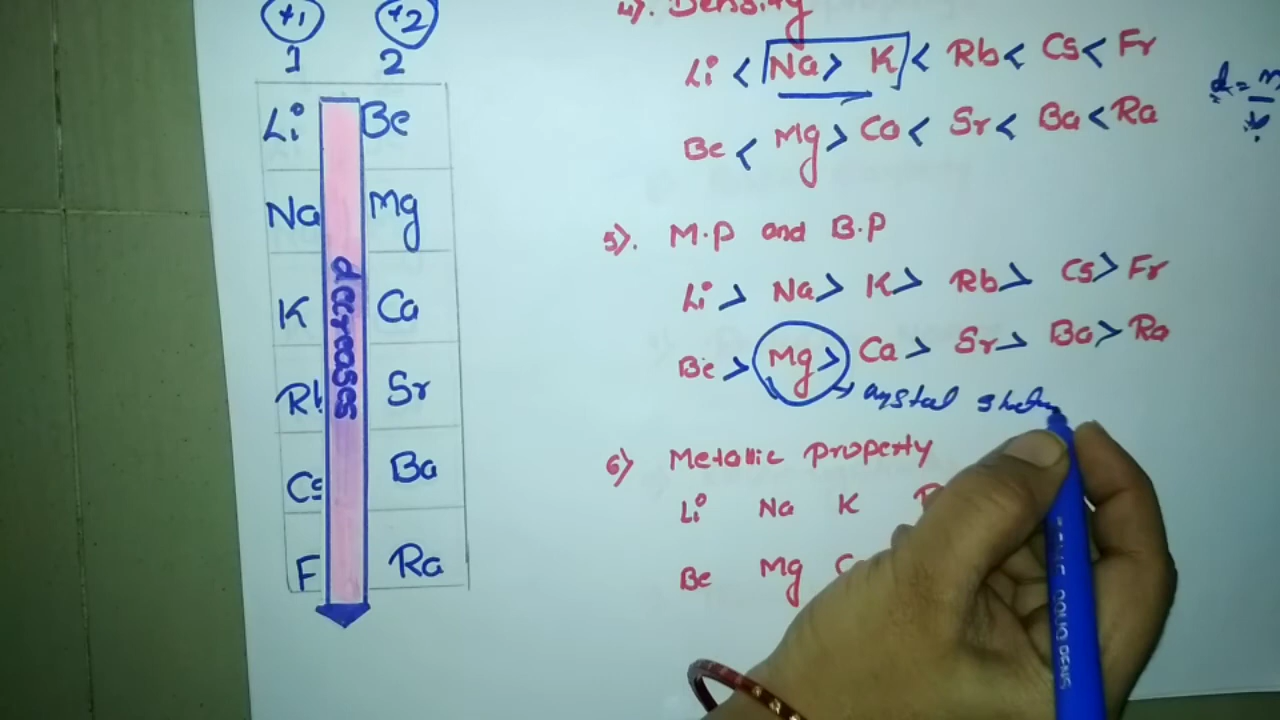 +1 +2
1 2
Li Be
Na Mg
K Ca
Rb Sr
Cs Ba
F Ra
decreases
4). Density
Li < Na > K < Rb < Cs < Fr
Be < Mg > Ca < Sr < Ba < Ra
5). M.P and B.P
Li > Na > K > Rb > Cs > Fr
Be > Mg > Ca > Sr > Ba > Ra
crystal
6) Metallic property
Li Na K
Be Mg C